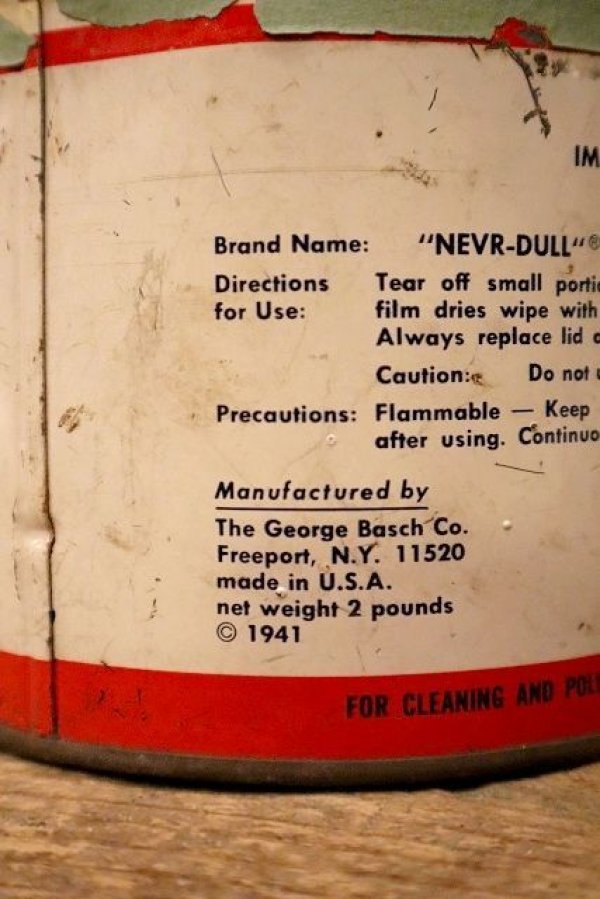 IM
Brand Name: "NEVR-DULL" ®
Directions for Use: Tear off small porti
film dries wipe with
Always replace lid
Caution: Do not
Precautions: Flammable — Keep
after using. Continuo
Manufactured by
The George Basch Co.
Freeport, N.Y. 11520
made in U.S.A.
net weight 2 pounds
© 1941
FOR CLEANING AND POL